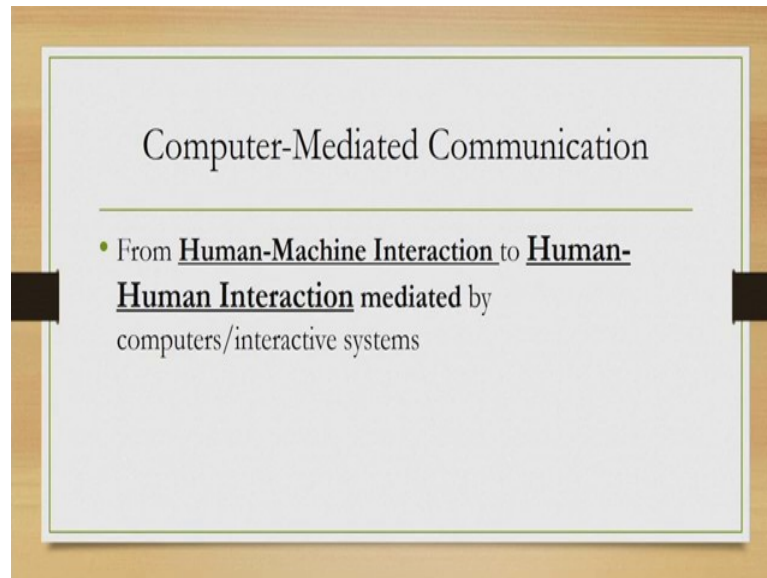 Computer-Mediated Communication
• From Human-Machine Interaction to Human-
Human Interaction mediated by
computers/interactive systems